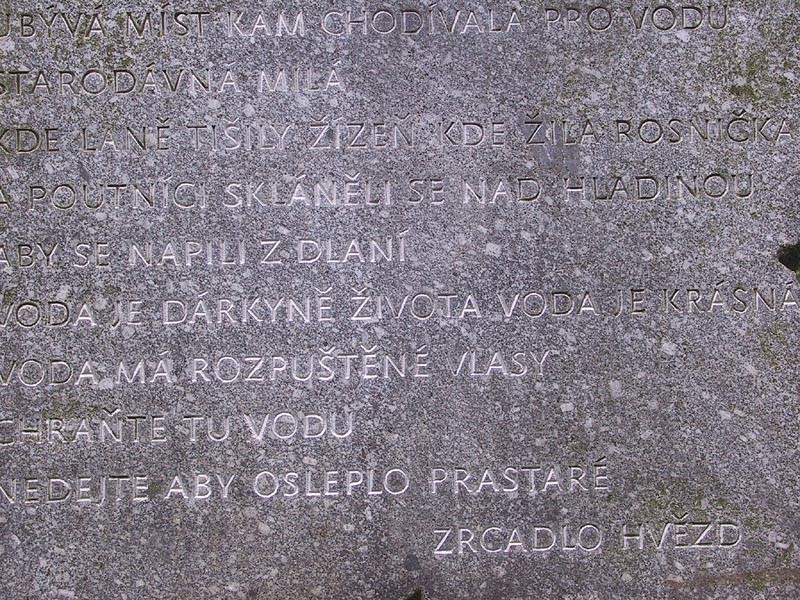 UBÝVÁ MÍST KAM CHODÍVALA PRO VODU
STARODÁVNÁ MILÁ
KDE LANĚ TIŠILY ŽÍZEŇ KDE ŽILA ROSNIČKA
A POUTNÍCI SKLÁNĚLI SE NAD HLADINOU
ABY SE NAPILI Z DLANÍ
VODA JE DÁRKYNĚ ŽIVOTA VODA JE KRÁSNÁ
VODA MÁ ROZPUŠTĚNÉ VLASY
CHRAŇTE TU VODU
NEDEJTE ABY OSLEPLO PRASTARÉ
ZRCADLO HVĚZD